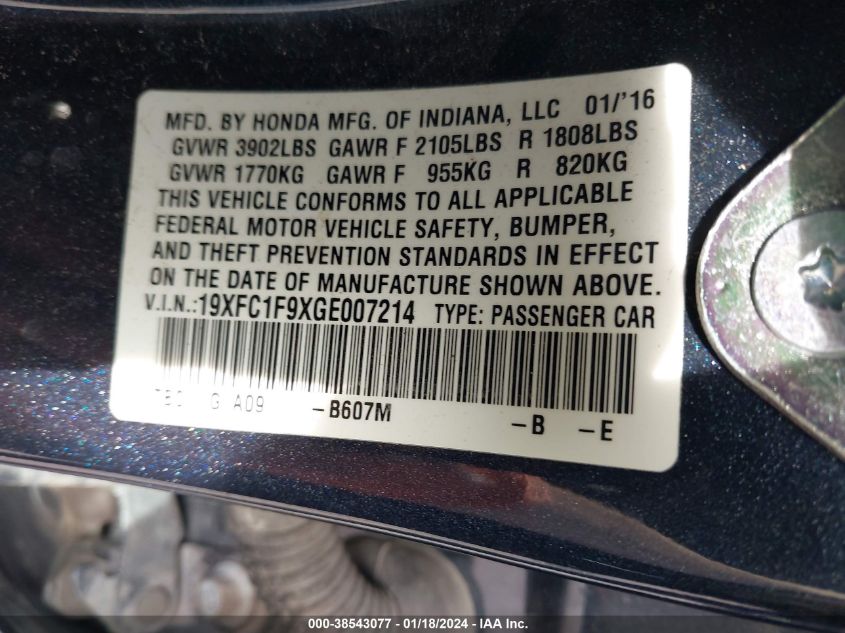 MFD. BY HONDA MFG. OF INDIANA, LLC 01/'16
GVWR 3902LBS GAWR F 2105LBS R 1808LBS
GVWR 1770KG GAWR F 955KG R 820KG
THIS VEHICLE CONFORMS TO ALL APPLICABLE
FEDERAL MOTOR VEHICLE SAFETY, BUMPER,
AND THEFT PREVENTION STANDARDS IN EFFECT
ON THE DATE OF MANUFACTURE SHOWN ABOVE.
V.I.N.:19XFC1F9XGE007214 TYPE: PASSENGER CAR
G A09 -B607M -B -E
000-38543077 - 01/18/2024 - IAA Inc.